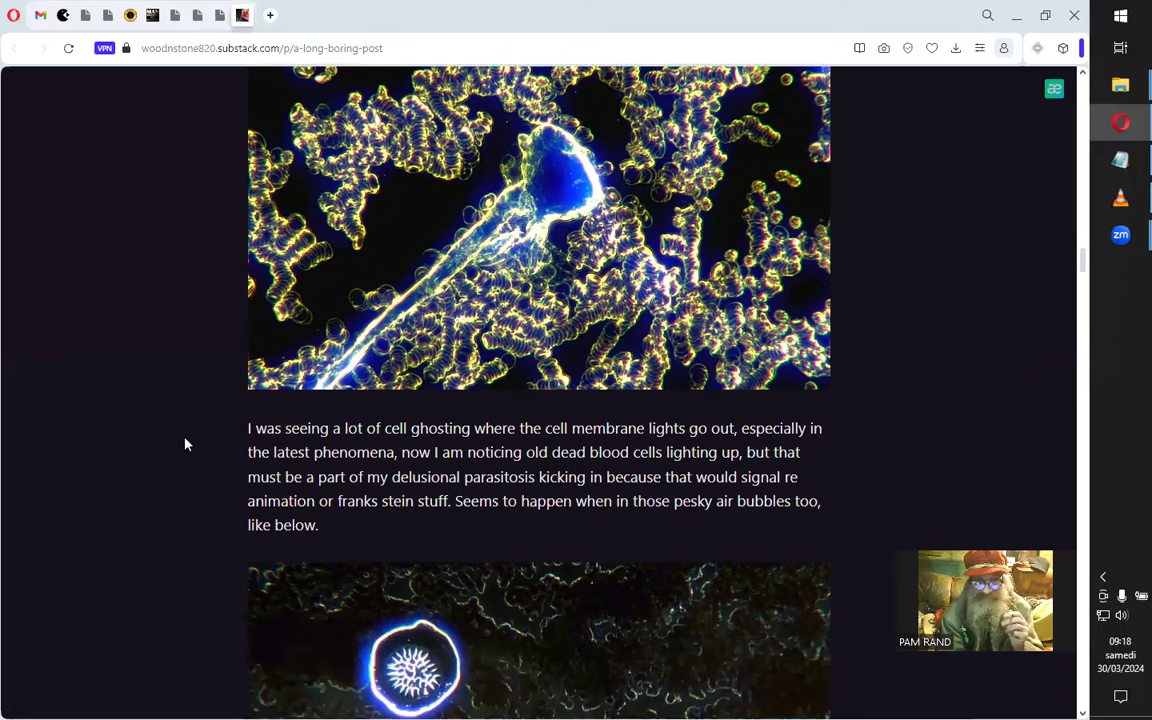 VPN
woodnstone820.substack.com/p/a-long-boring-post
æ
I was seeing a lot of cell ghosting where the cell membrane lights go out, especially in
the latest phenomena, now I am noticing old dead blood cells lighting up, but that
must be a part of my delusional parasitosis kicking in because that would signal re
animation or franks stein stuff. Seems to happen when in those pesky air bubbles too,
like below.
PAM RAND
zm
09:18
samedi
30/03/2024